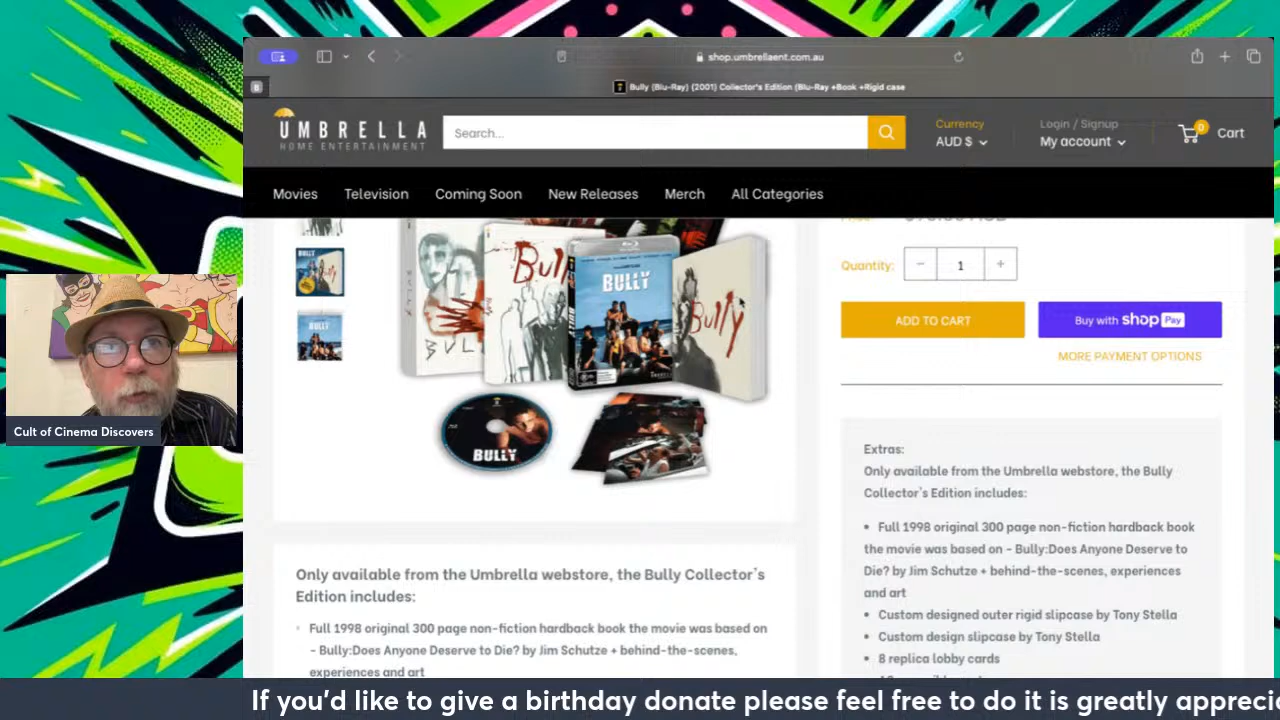 shop.umbrellaent.com.au
Bully (Blu-Ray) (2001) Collector's Edition (Blu-Ray +Book +Rigid case
UMBRELLA
HOME ENTERTAINMENT
Search...
Currency
AUD $
Login / Signup
My account
0
Cart
Movies
Television
Coming Soon
New Releases
Merch
All Categories
Quantity:
1
ADD TO CART
Buy with shop Pay
MORE PAYMENT OPTIONS
BULLY
Bully
BULLY
BULLY
Bully
BULLY
BULLY
BULLY
Extras:
Only available from the Umbrella webstore, the Bully
Collector's Edition includes:
• Full 1998 original 300 page non-fiction hardback book
the movie was based on - Bully:Does Anyone Deserve to
Die? by Jim Schutze + behind-the-scenes, experiences
and art
• Custom designed outer rigid slipcase by Tony Stella
• Custom design slipcase by Tony Stella
• 8 replica lobby cards
Only available from the Umbrella webstore, the Bully Collector's
Edition includes:
• Full 1998 original 300 page non-fiction hardback book the movie was based on
- Bully:Does Anyone Deserve to Die? by Jim Schutze + behind-the-scenes,
experiences and art
Cult of Cinema Discovers
If you'd like to give a birthday donate please feel free to do it is greatly appreci